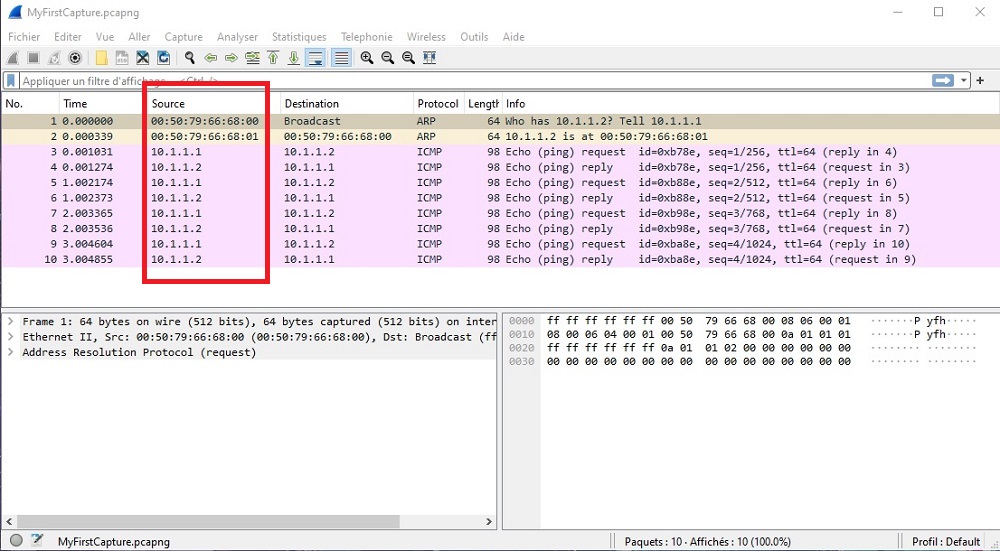 MyFirstCapture.pcapng
Fichier Editer Vue Aller Capture Analyser Statistiques Telephonie Wireless Outils Aide
Appliquer un filtre d'affichage ... <Ctrl-/>
No. Time Source Destination Protocol Length Info
1 0.000000 00:50:79:66:68:00 Broadcast ARP 64 Who has 10.1.1.2? Tell 10.1.1.1
2 0.000339 00:50:79:66:68:01 00:50:79:66:68:00 ARP 64 10.1.1.2 is at 00:50:79:66:68:01
3 0.001031 10.1.1.1 10.1.1.2 ICMP 98 Echo (ping) request id=0xb78e, seq=1/256, ttl=64 (reply in 4)
4 0.001274 10.1.1.2 10.1.1.1 ICMP 98 Echo (ping) reply id=0xb78e, seq=1/256, ttl=64 (request in 3)
5 1.002174 10.1.1.1 10.1.1.2 ICMP 98 Echo (ping) request id=0xb88e, seq=2/512, ttl=64 (reply in 6)
6 1.002373 10.1.1.2 10.1.1.1 ICMP 98 Echo (ping) reply id=0xb88e, seq=2/512, ttl=64 (request in 5)
7 2.003365 10.1.1.1 10.1.1.2 ICMP 98 Echo (ping) request id=0xb98e, seq=3/768, ttl=64 (reply in 8)
8 2.003536 10.1.1.2 10.1.1.1 ICMP 98 Echo (ping) reply id=0xb98e, seq=3/768, ttl=64 (request in 7)
9 3.004604 10.1.1.1 10.1.1.2 ICMP 98 Echo (ping) request id=0xba8e, seq=4/1024, ttl=64 (reply in 10)
10 3.004855 10.1.1.2 10.1.1.1 ICMP 98 Echo (ping) reply id=0xba8e, seq=4/1024, ttl=64 (request in 9)
Frame 1: 64 bytes on wire (512 bits), 64 bytes captured (512 bits) on inter
Ethernet II, Src: 00:50:79:66:68:00 (00:50:79:66:68:00), Dst: Broadcast (ff
Address Resolution Protocol (request)
0000 ff ff ff ff ff ff 00 50 79 66 68 00 08 06 00 01 ·······P yfh·····
0010 08 00 06 04 00 01 00 50 79 66 68 00 0a 01 01 01 ·······P yfh·····
0020 ff ff ff ff ff ff 0a 01 01 02 00 00 00 00 00 00 ········ ········
0030 00 00 00 00 00 00 00 00 00 00 00 00 00 00 00 00 ········ ········
MyFirstCapture.pcapng Paquets : 10 · Affichés : 10 (100.0%) Profil : Default